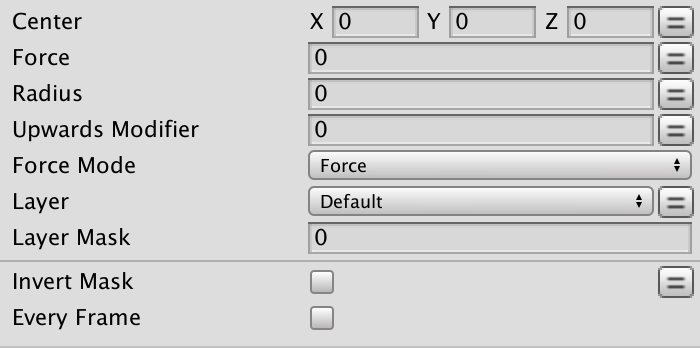 Center X 0 Y 0 Z 0
Force 0
Radius 0
Upwards Modifier 0
Force Mode Force
Layer Default
Layer Mask 0
Invert Mask
Every Frame